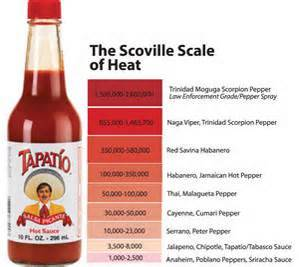 The Scoville Scale
of Heat
1,500,000-2,000,000
Trinidad Moguga Scorpion Pepper
Law Enforcement Grade/Pepper Spray
855,000-1,463,700
Naga Viper, Trinidad Scorpion Pepper
350,000-580,000
Red Savina Habanero
100,000-350,000
Habanero, Jamaican Hot Pepper
50,000-100,000
Thai, Malagueta Pepper
30,000-50,000
Cayenne, Cumari Pepper
10,000-23,000
Serrano, Peter Pepper
3,500-8,000
Jalapeno, Chipotle, Tapatio/Tabasco Sauce
1,000-2,500
Anaheim, Poblano Peppers, Sriracha Sauce
TAPATÍO
SALSA PICANTE
Hot Sauce
10 FL. OZ. - 296 mL